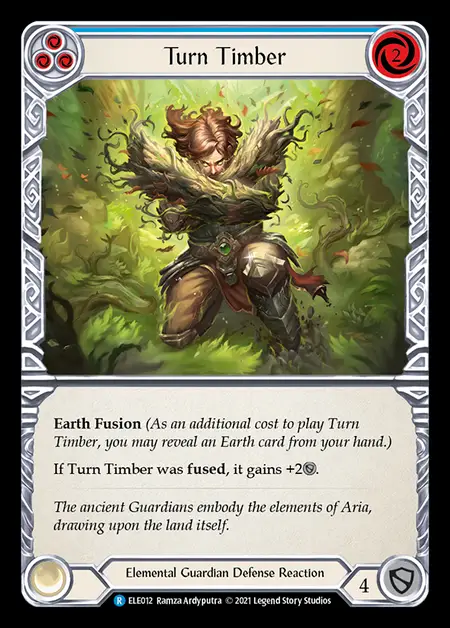 Turn Timber
2
Earth Fusion (As an additional cost to play Turn
Timber, you may reveal an Earth card from your hand.)
If Turn Timber was fused, it gains +2.
The ancient Guardians embody the elements of Aria,
drawing upon the land itself.
Elemental Guardian Defense Reaction
4
R ELE012 Ramza Ardyputra © 2021 Legend Story Studios